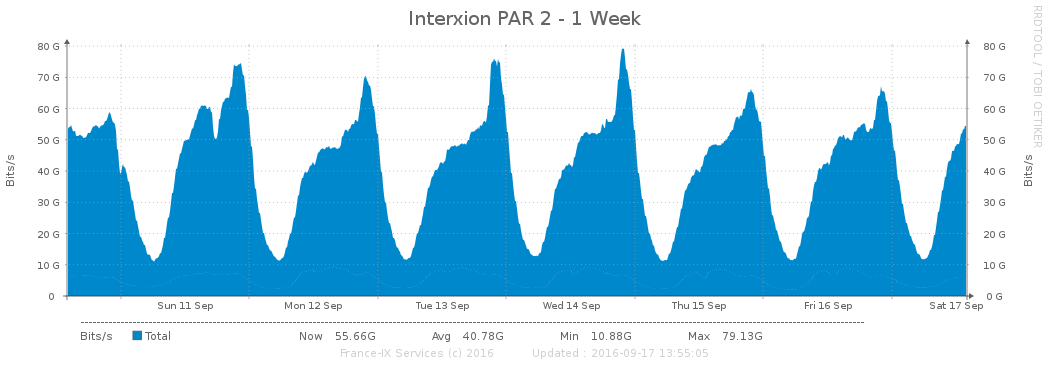 Interxion PAR 2 - 1 Week
RRDTOOL / TOBI OETIKER
80 G 80 G
70 G 70 G
60 G 60 G
50 G 50 G
40 G 40 G
30 G 30 G
20 G 20 G
10 G 10 G
0 0 G
Bits/s Bits/s
Sun 11 Sep Mon 12 Sep Tue 13 Sep Wed 14 Sep Thu 15 Sep Fri 16 Sep Sat 17 Sep
Bits/s Total Now 55.66G Avg 40.78G Min 10.88G Max 79.13G
France-IX Services (c) 2016 Updated : 2016-09-17 13:55:05